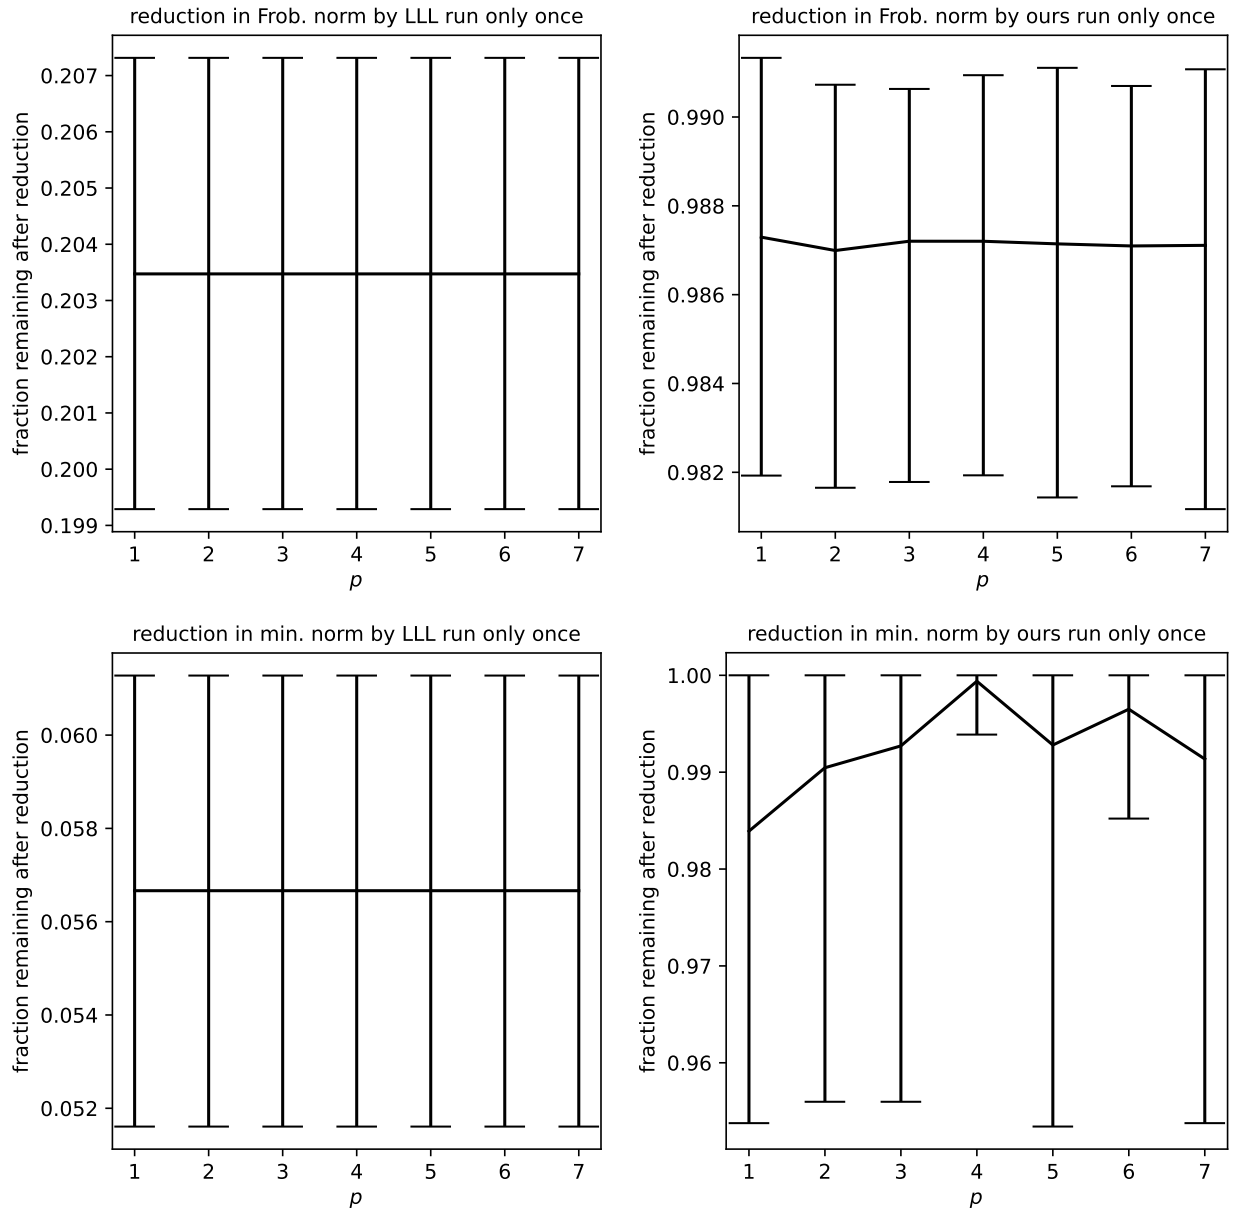 reduction in Frob. norm by LLL run only once
fraction remaining after reduction
0.207
0.206
0.205
0.204
0.203
0.202
0.201
0.200
0.199
1 2 3 4 5 6 7
p
reduction in Frob. norm by ours run only once
fraction remaining after reduction
0.990
0.988
0.986
0.984
0.982
1 2 3 4 5 6 7
p
reduction in min. norm by LLL run only once
fraction remaining after reduction
0.060
0.058
0.056
0.054
0.052
1 2 3 4 5 6 7
p
reduction in min. norm by ours run only once
fraction remaining after reduction
1.00
0.99
0.98
0.97
0.96
1 2 3 4 5 6 7
p